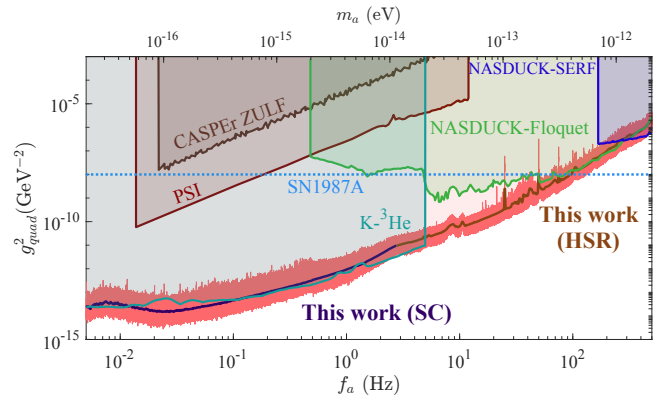 m_a (eV)
10^{-16} 10^{-15} 10^{-14} 10^{-13} 10^{-12}
g^2_{quad}(GeV^{-2})
10^{-5}
10^{-10}
10^{-15}
NASDUCK-SERF
CASPEr ZULF
NASDUCK-Floquet
PSI
SN1987A
K-^3He
This work
(HSR)
This work (SC)
10^{-2} 10^{-1} 10^0 10^1 10^2
f_a (Hz)